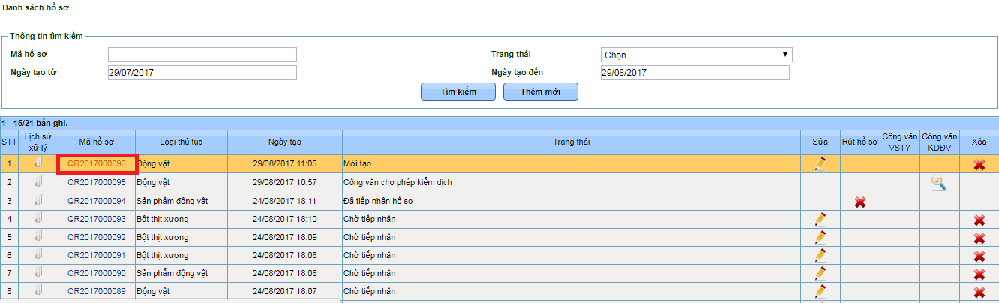 Danh sách hồ sơ
Thông tin tìm kiếm
Mã hồ sơ Trạng thái Chọn
Ngày tạo từ 29/07/2017 Ngày tạo đến 29/08/2017
Tìm kiếm Thêm mới
1 - 15/21 bản ghi.
STT Lịch sử xử lý Mã hồ sơ Loại thủ tục Ngày tạo Trạng thái Sửa Rút hồ sơ Công văn VSTY Công văn KDĐV Xóa
1 QR2017000096 Động vật 29/08/2017 11:05 Mới tạo
2 QR2017000095 Động vật 29/08/2017 10:57 Công văn cho phép kiểm dịch
3 QR2017000094 Sản phẩm động vật 24/08/2017 18:11 Đã tiếp nhận hồ sơ
4 QR2017000093 Bột thịt xương 24/08/2017 18:10 Chờ tiếp nhận
5 QR2017000092 Bột thịt xương 24/08/2017 18:09 Chờ tiếp nhận
6 QR2017000091 Bột thịt xương 24/08/2017 18:08 Chờ tiếp nhận
7 QR2017000090 Sản phẩm động vật 24/08/2017 18:08 Chờ tiếp nhận
8 QR2017000089 Động vật 24/08/2017 18:07 Chờ tiếp nhận